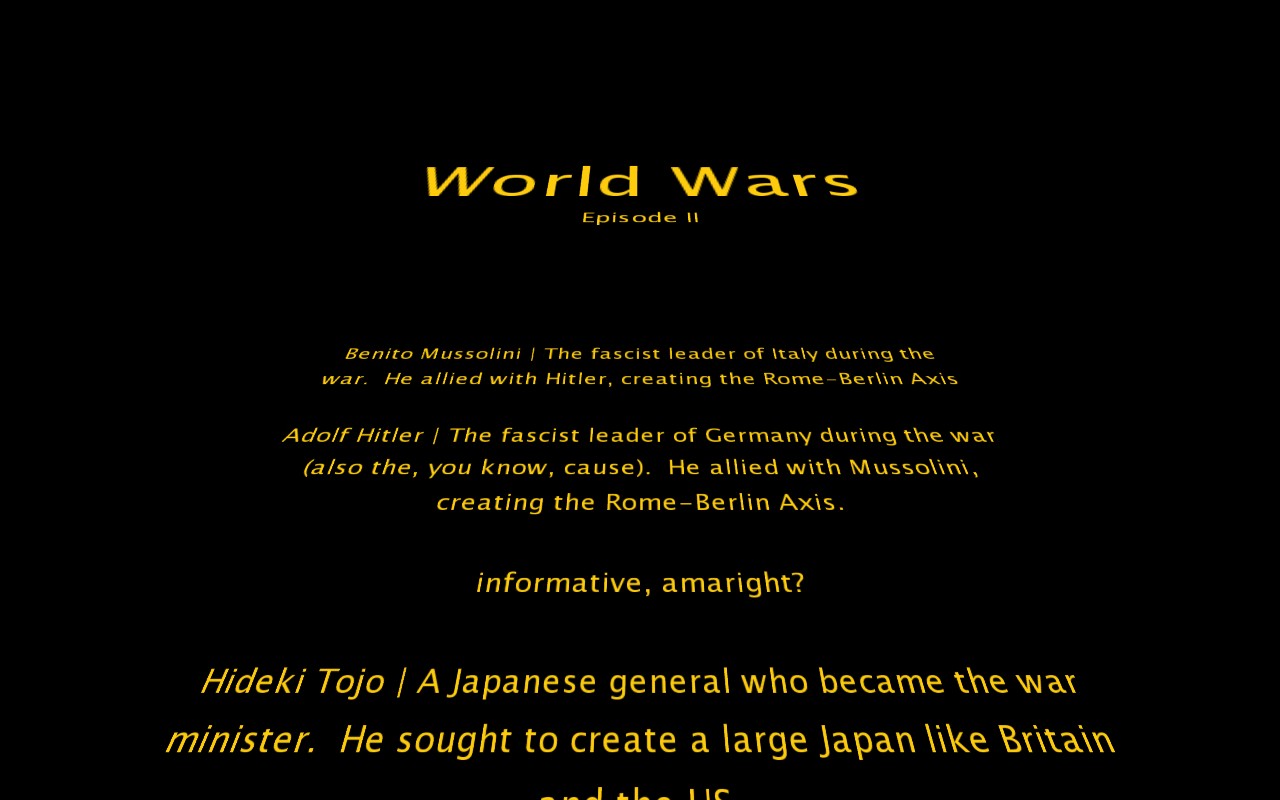 World Wars
Episode II
Benito Mussolini | The fascist leader of Italy during the
war.  He allied with Hitler, creating the Rome-Berlin Axis
Adolf Hitler | The fascist leader of Germany during the war
(also the, you know, cause).  He allied with Mussolini,
creating the Rome-Berlin Axis.
informative, amaright?
Hideki Tojo | A Japanese general who became the war
minister.  He sought to create a large Japan like Britain
and the US